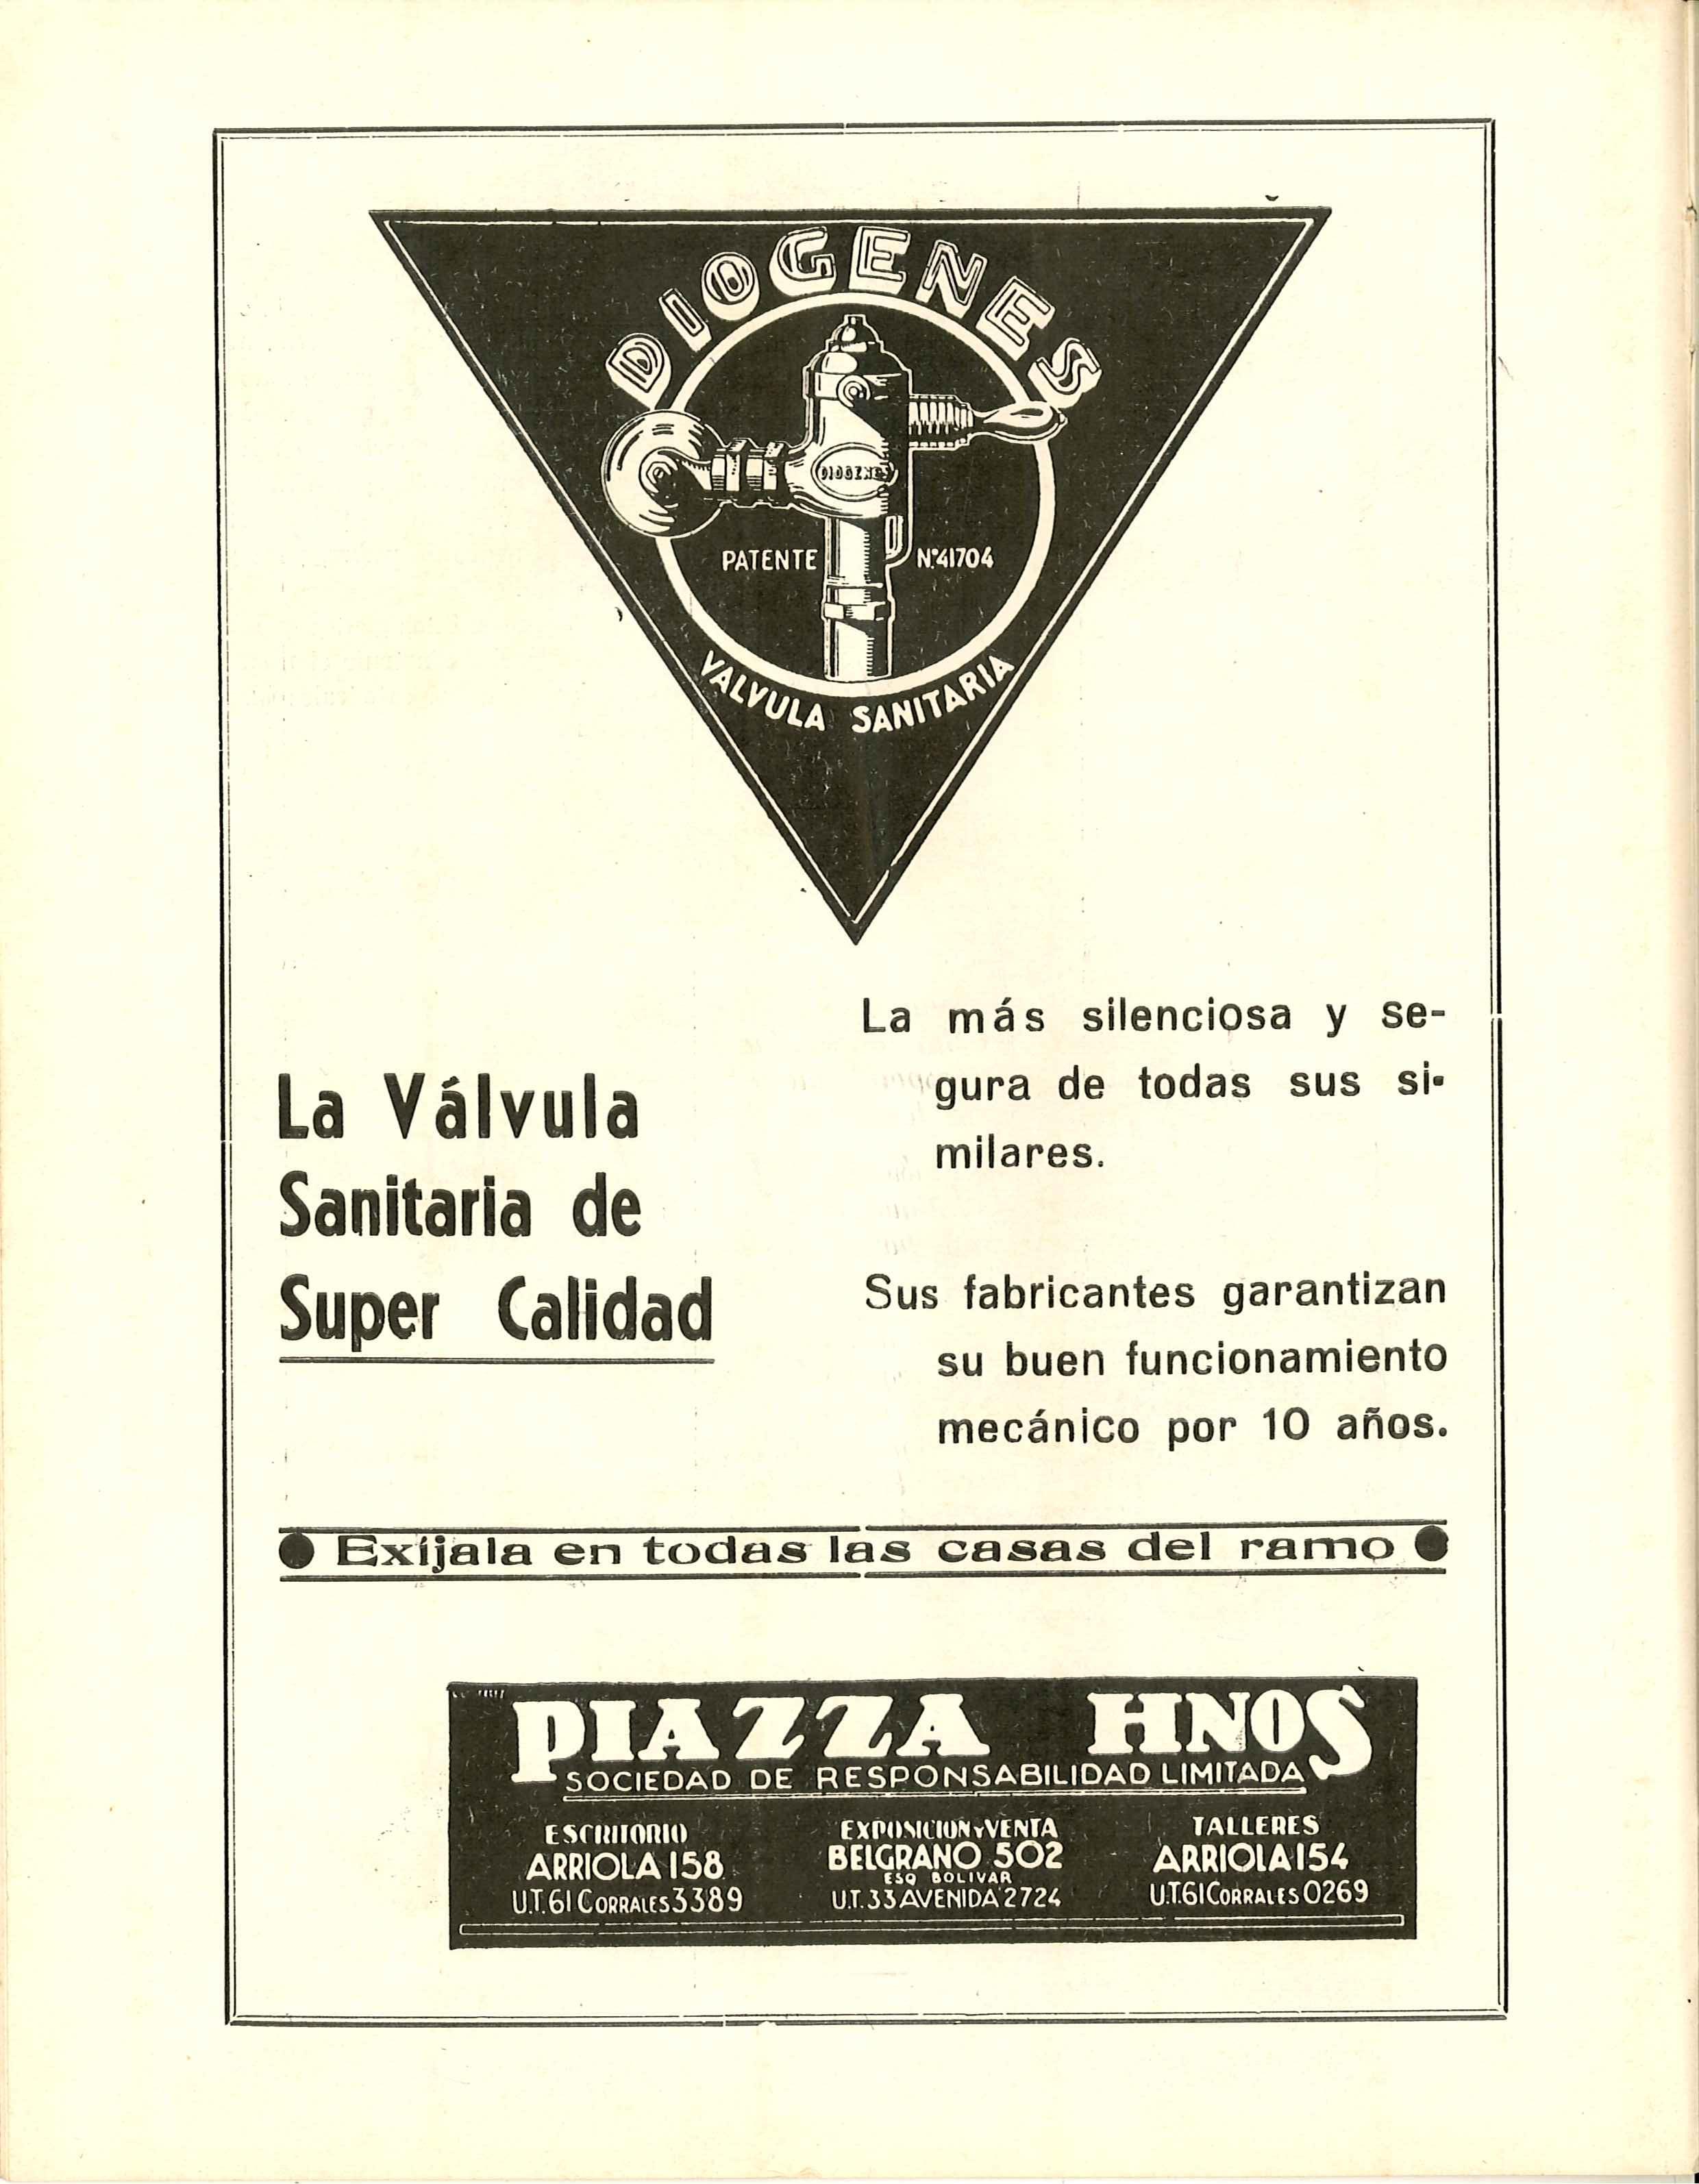 DIOGENES
DIOGENES
PATENTE N°41704
VALVULA SANITARIA
La Válvula
Sanitaria de
Super Calidad
La más silenciosa y se-
gura de todas sus si-
milares.
Sus fabricantes garantizan
su buen funcionamiento
mecánico por 10 años.
Exíjala en todas las casas del ramo
PIAZZA HNOS
SOCIEDAD DE RESPONSABILIDAD LIMITADA
ESCRITORIO
ARRIOLA 158
U.T. 61 CORRALES 3389
EXPOSICION Y VENTA
BELGRANO 502
ESQ BOLIVAR
U.T. 33 AVENIDA 2724
TALLERES
ARRIOLA 154
U.T. 61 CORRALES 0269